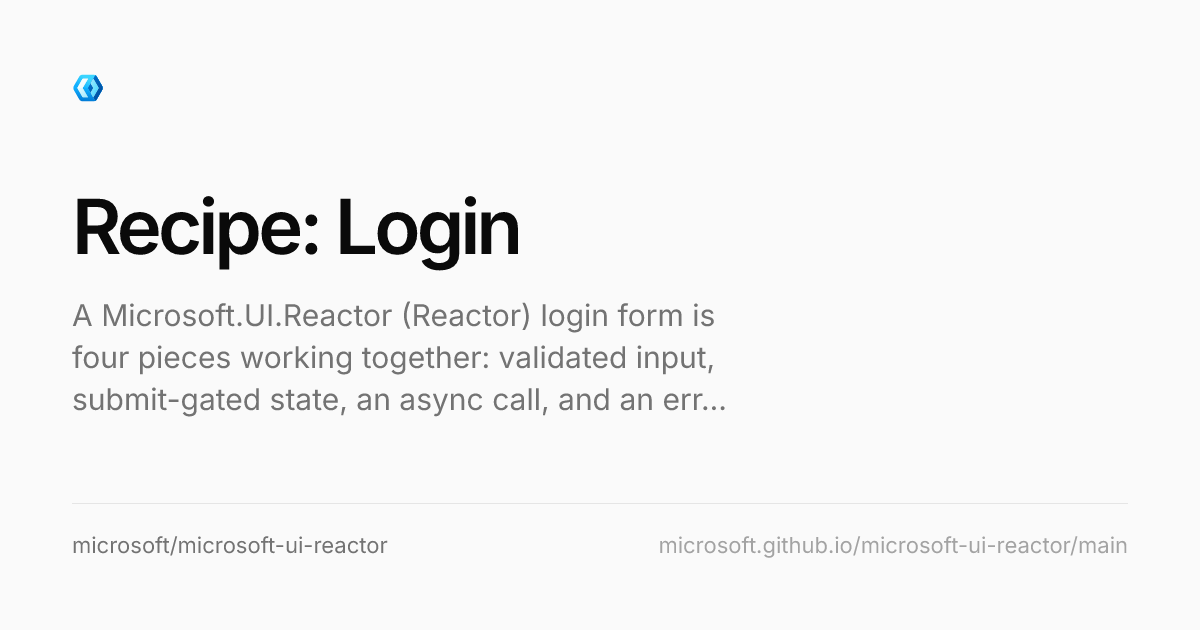 Recipe: Login
A Microsoft.UI.Reactor (Reactor) login form is
four pieces working together: validated input,
submit-gated state, an async call, and an err...
microsoft/microsoft-ui-reactor
microsoft.github.io/microsoft-ui-reactor/main